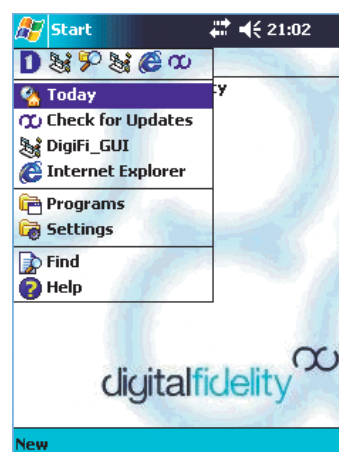 Start 21:02
y
Today
Check for Updates
DigiFi_GUI
Internet Explorer
Programs
Settings
Find
Help
digitalfidelity
New